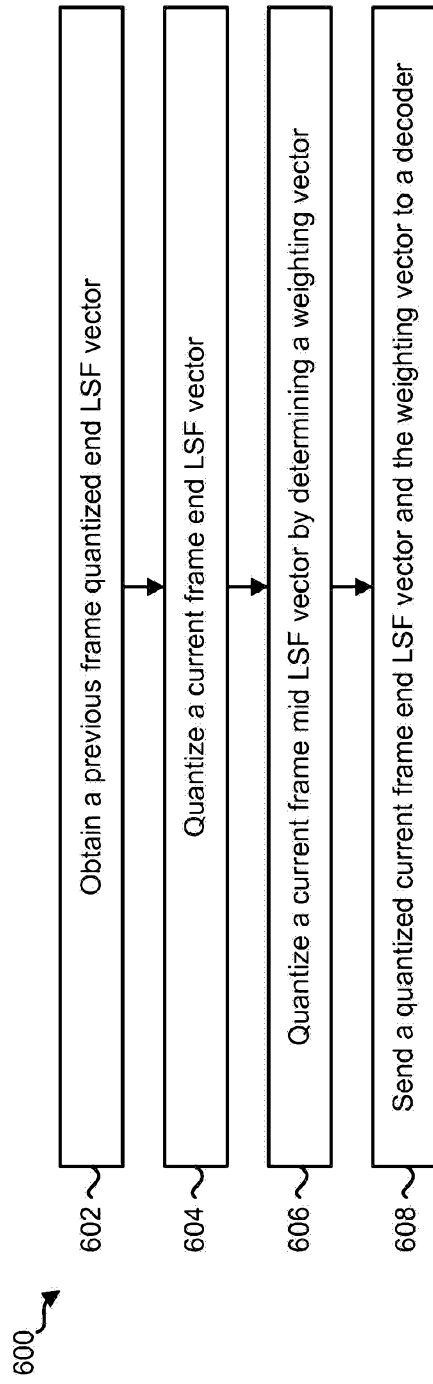 600
602
Obtain a previous frame quantized end LSF vector
604
Quantize a current frame end LSF vector
606
Quantize a current frame mid LSF vector by determining a weighting vector
608
Send a quantized current frame end LSF vector and the weighting vector to a decoder